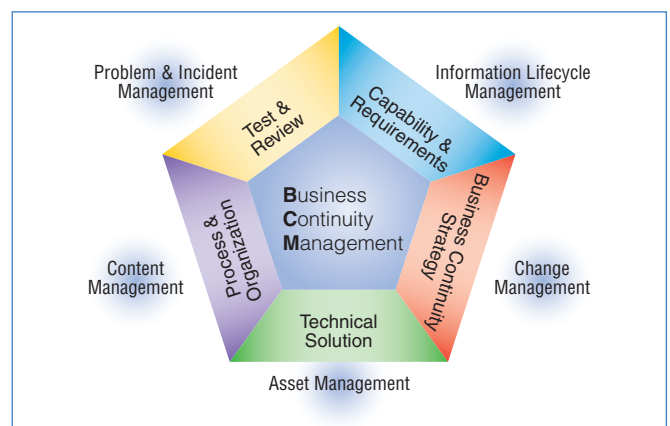 Problem & Incident
Management
Information Lifecycle
Management
Test &
Review
Capability &
Requirements
Business
Continuity
Management
Process &
Organization
Business Continuity
Strategy
Content
Management
Change
Management
Technical
Solution
Asset Management